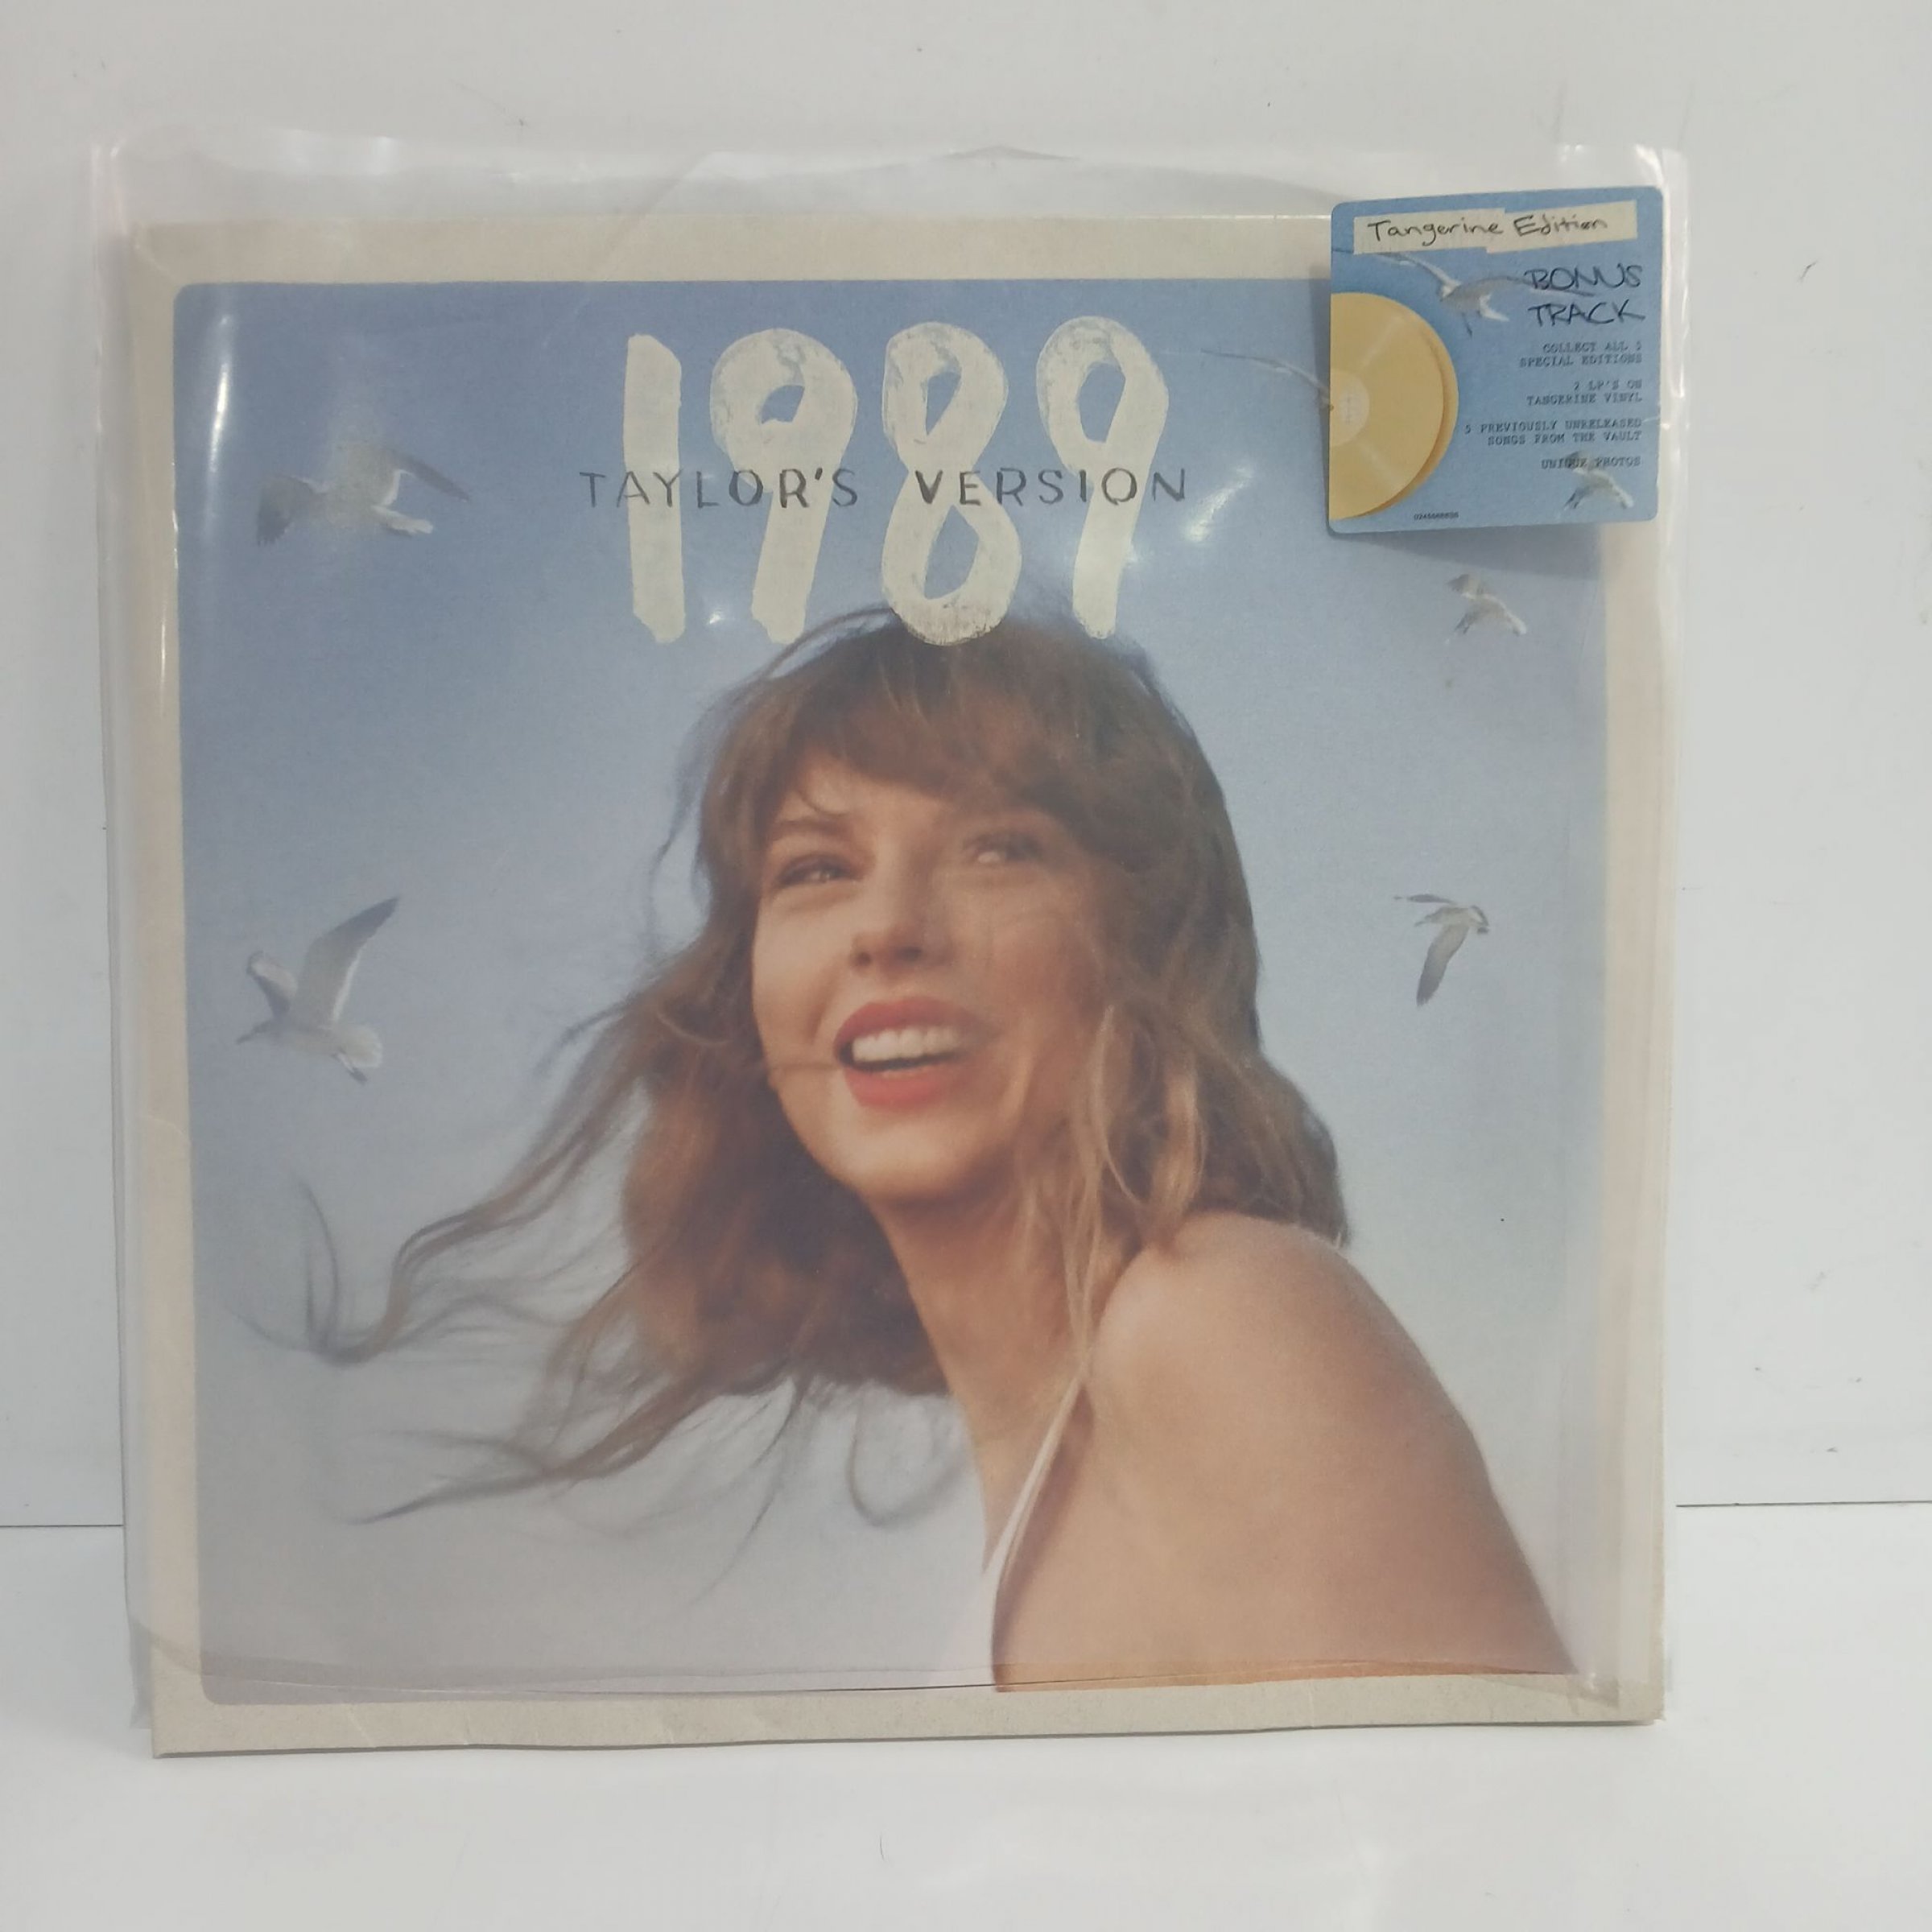 1989
TAYLOR'S VERSION
Tangerine Edition
BONUS
TRACK
COLLECT ALL 5
SPECIAL EDITIONS
2 LP'S ON
TANGERINE VINYL
5 PREVIOUSLY UNRELEASED
SONGS FROM THE VAULT
UNIQUE PHOTOS